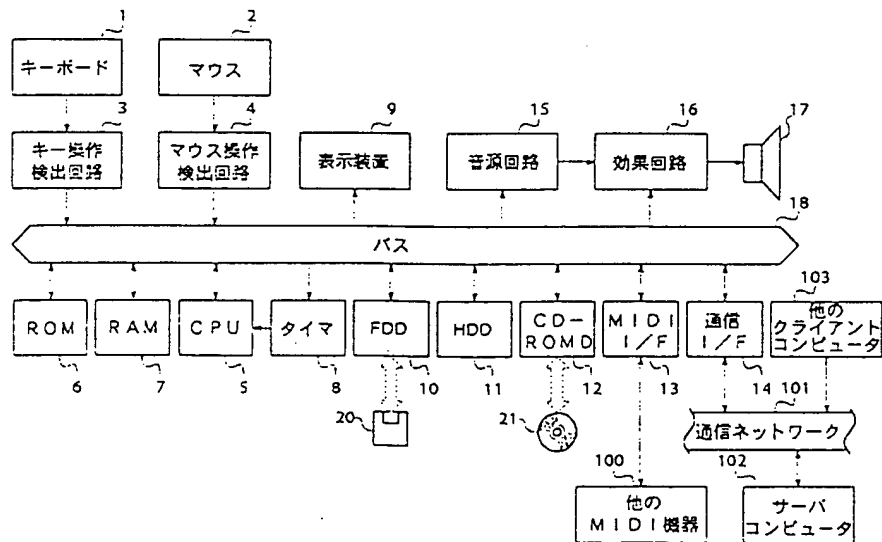 1
2
キーボード
マウス
3
4
9
15
16
17
キー操作
検出回路
マウス操作
検出回路
表示装置
音源回路
効果回路
18
バス
103
ROM
RAM
CPU
タイマ
FDD
HDD
CD-
ROMD
MIDI
I/F
通信
I/F
他の
クライアント
コンピュータ
6
7
5
8
10
11
12
13
14
101
20
21
通信ネットワーク
100
102
他の
MIDI機器
サーバ
コンピュータ